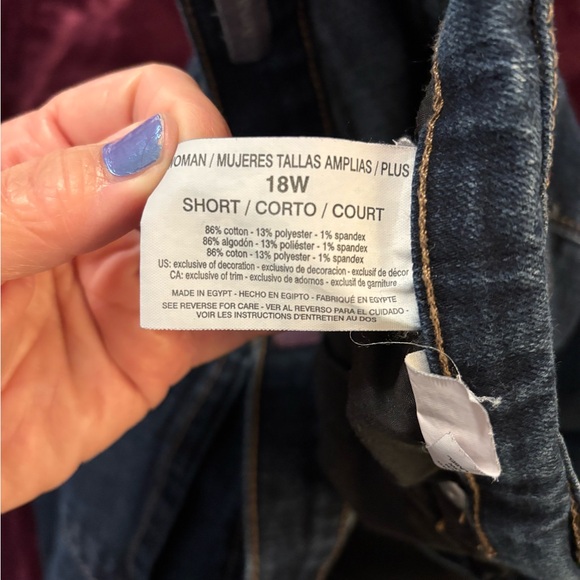 WOMAN / MUJERES TALLAS AMPLIAS / PLUS
18W
SHORT / CORTO / COURT
86% cotton - 13% polyester - 1% spandex
86% algodón - 13% poliéster - 1% spandex
86% coton - 13% polyester - 1% spandex
US: exclusive of decoration - exclusivo de decoracion - exclusif de décor
CA: exclusive of trim - exclusivo de adornos - exclusif de garniture
MADE IN EGYPT - HECHO EN EGIPTO - FABRIQUÉ EN EGYPTE
SEE REVERSE FOR CARE - VER AL REVERSO PARA EL CUIDADO -
VOIR LES INSTRUCTIONS D'ENTRETIEN AU DOS